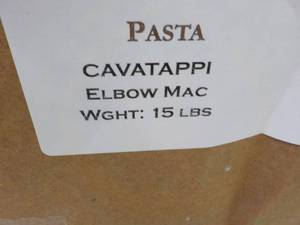 Pasta
CAVATAPPI
Elbow Mac
Wght: 15 lbs